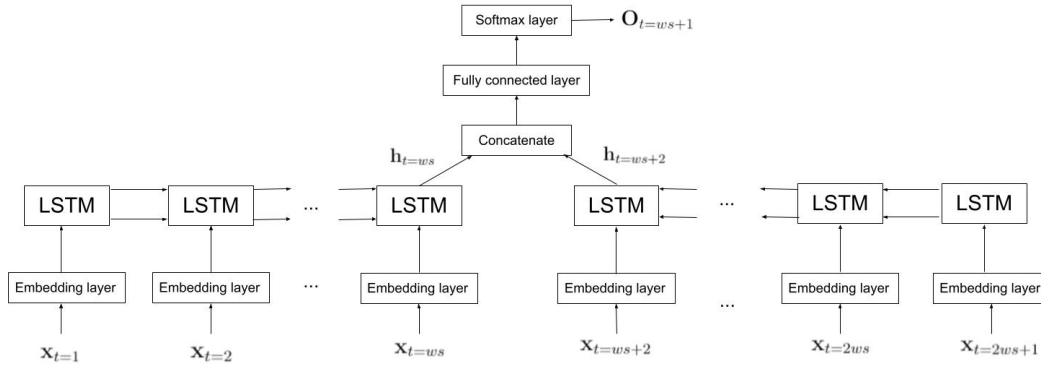 Softmax layer
O_{t=ws+1}
Fully connected layer
Concatenate
h_{t=ws}
h_{t=ws+2}
LSTM
LSTM
...
LSTM
LSTM
...
LSTM
LSTM
Embedding layer
Embedding layer
...
Embedding layer
Embedding layer
...
Embedding layer
Embedding layer
x_{t=1}
x_{t=2}
x_{t=ws}
x_{t=ws+2}
x_{t=2ws}
x_{t=2ws+1}